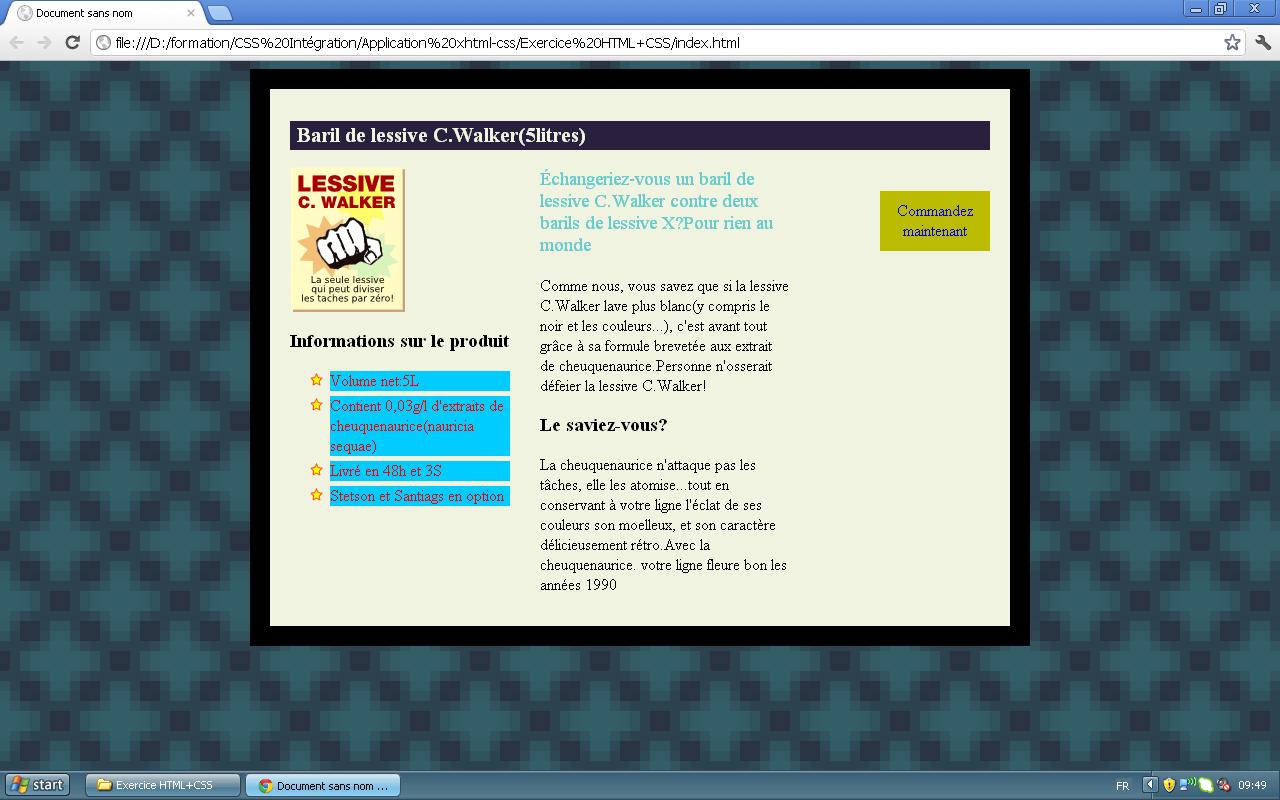 Document sans nom
file:///D:/formation/CSS%20Intégration/Application%20xhtml-css/Exercice%20HTML+CSS/index.html
Baril de lessive C.Walker(5litres)
LESSIVE
C. WALKER
La seule lessive
qui peut diviser
les taches par zéro!
Informations sur le produit
Volume net:5L
Contient 0,03g/l d'extraits de
cheuquenaurice(nauricia
sequae)
Livré en 48h et 3S
Stetson et Santiags en option
Échangeriez-vous un baril de
lessive C.Walker contre deux
barils de lessive X?Pour rien au
monde
Comme nous, vous savez que si la lessive
C.Walker lave plus blanc(y compris le
noir et les couleurs...), c'est avant tout
grâce à sa formule brevetée aux extrait
de cheuquenaurice.Personne n'osserait
défeier la lessive C.Walker!
Le saviez-vous?
La cheuquenaurice n'attaque pas les
tâches, elle les atomise...tout en
conservant à votre ligne l'éclat de ses
couleurs son moelleux, et son caractère
délicieusement rétro.Avec la
cheuquenaurice. votre ligne fleure bon les
années 1990
Commandez
maintenant
start
Exercice HTML+CSS
Document sans nom ...
FR
09:49